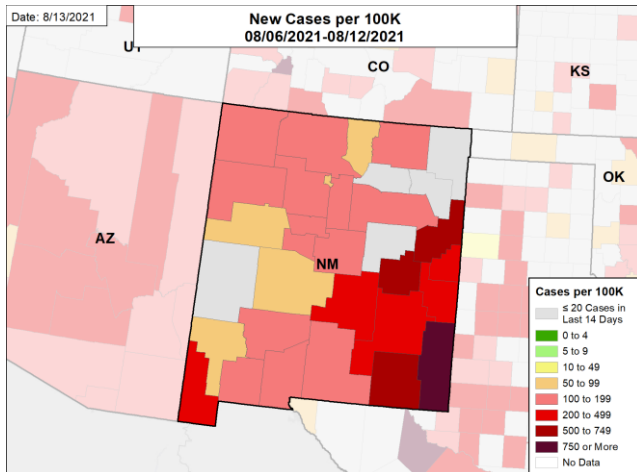 Date: 8/13/2021
New Cases per 100K
08/06/2021-08/12/2021
UT
CO
KS
OK
AZ
NM
Cases per 100K
≤ 20 Cases in
Last 14 Days
0 to 4
5 to 9
10 to 49
50 to 99
100 to 199
200 to 499
500 to 749
750 or More
No Data